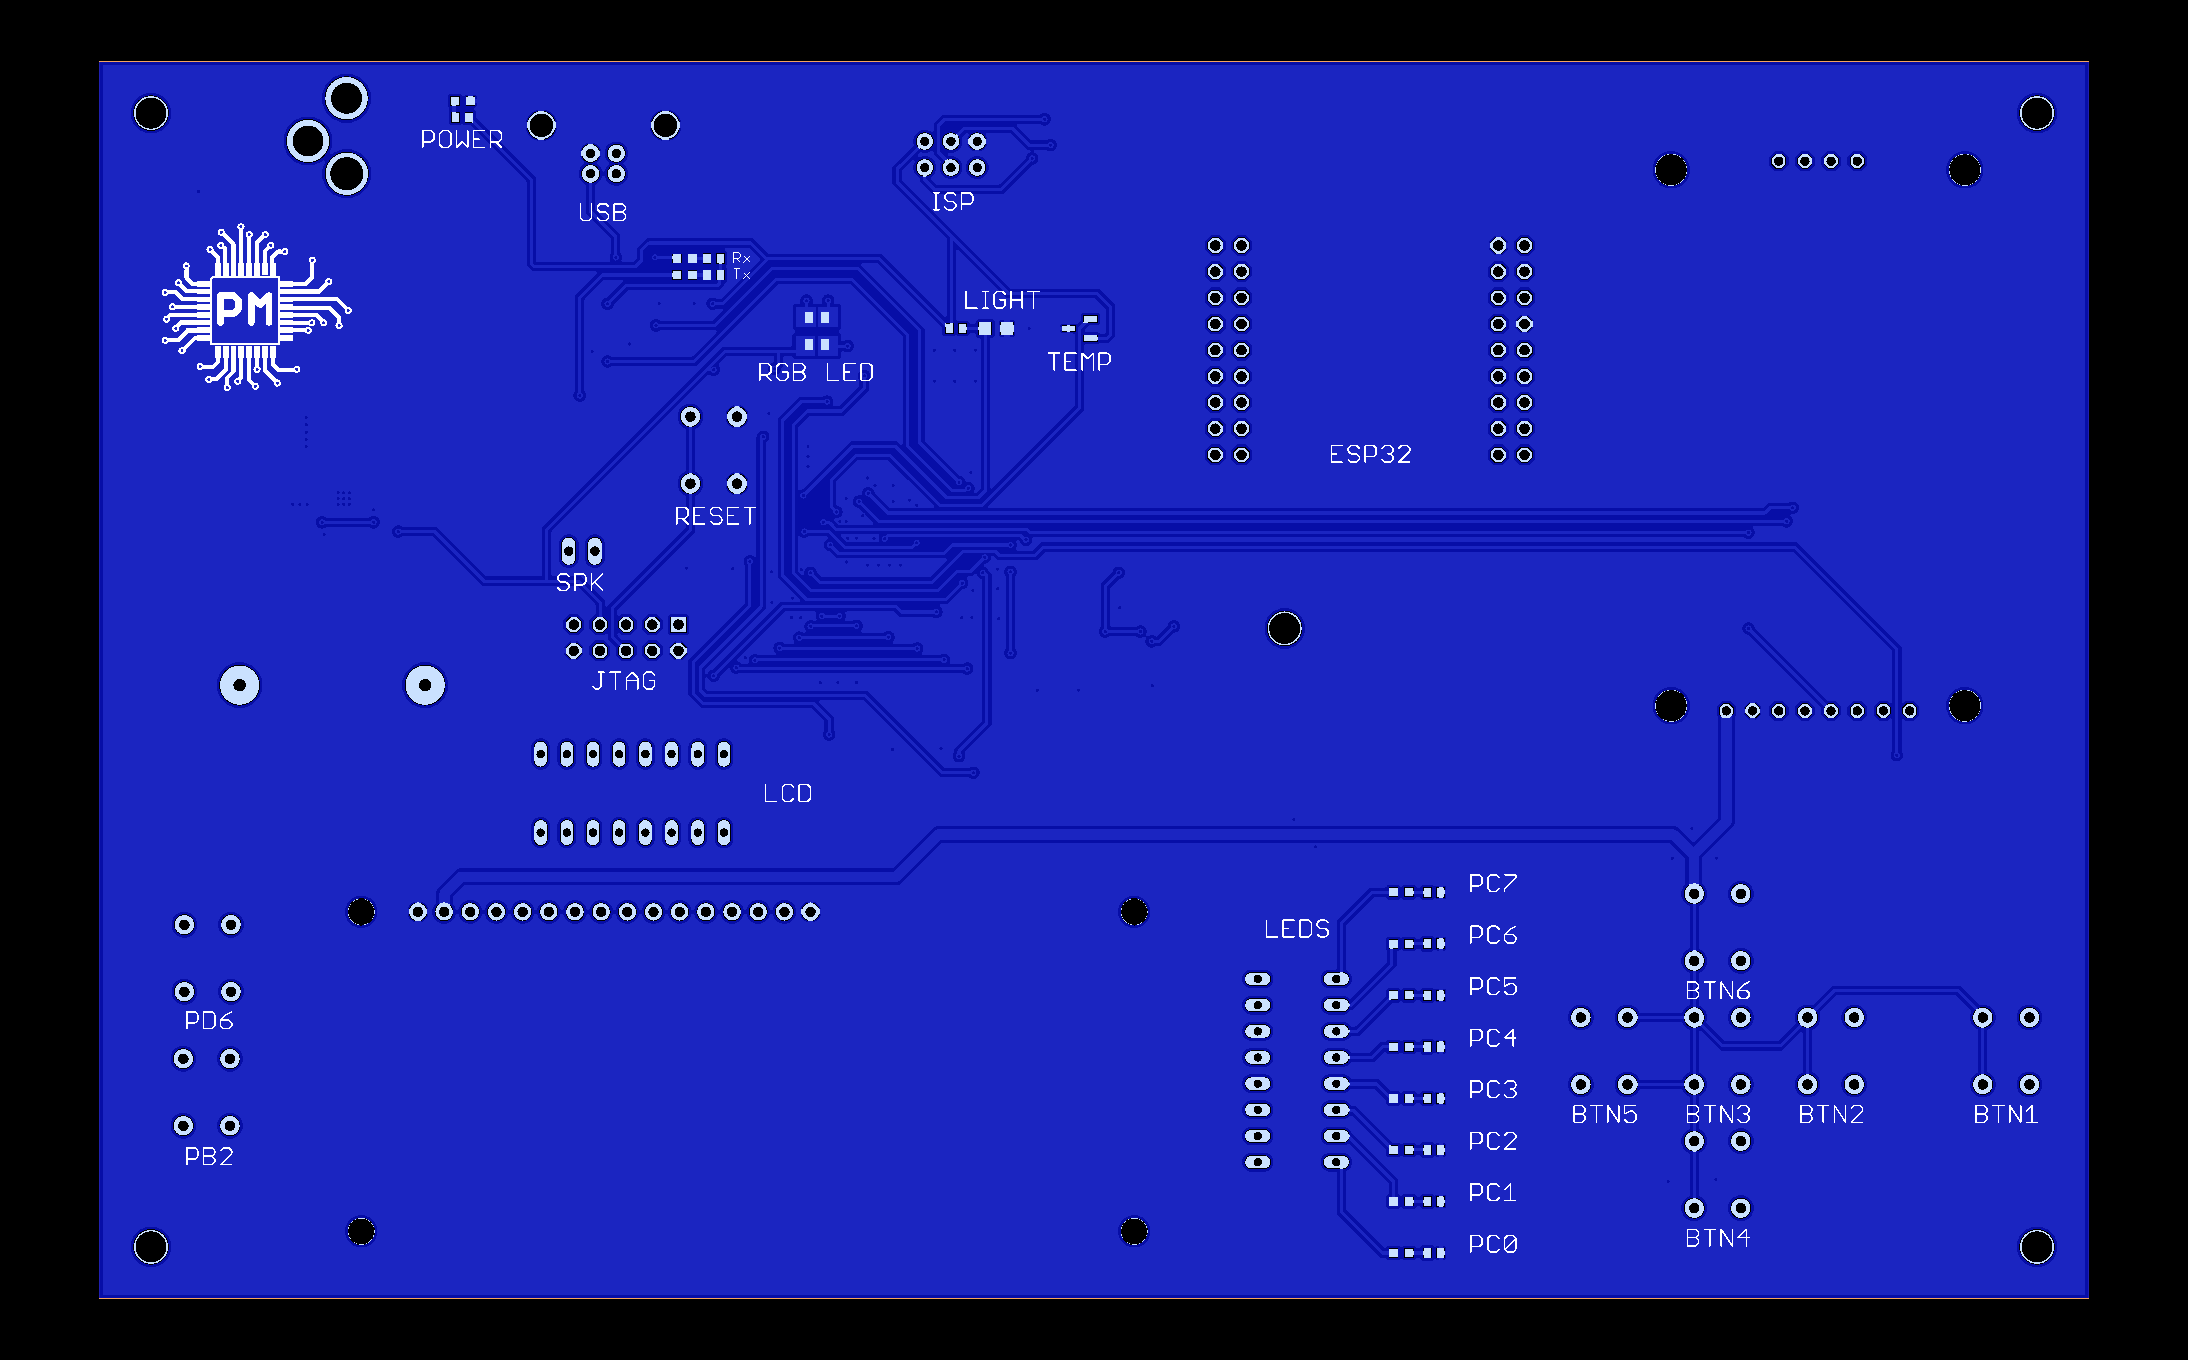 POWER
USB
ISP
Rx
Tx
PM
LIGHT
TEMP
RGB LED
ESP32
RESET
SPK
JTAG
LCD
PC7
LEDS
PC6
PC5
BTN6
PD6
PC4
PC3
BTN5 BTN3 BTN2 BTN1
PC2
PB2
PC1
BTN4
PC0